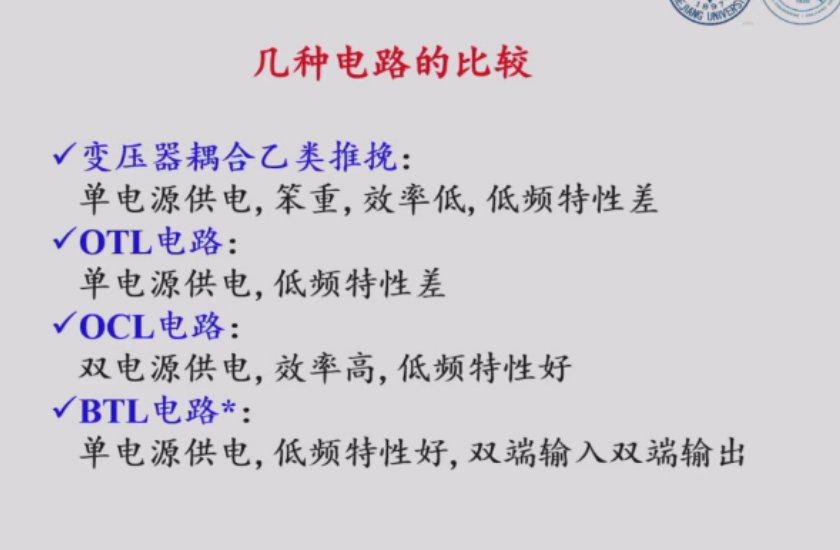 几种电路的比较
✓变压器耦合乙类推挽:
单电源供电,笨重,效率低,低频特性差
✓OTL电路:
单电源供电,低频特性差
✓OCL电路:
双电源供电,效率高,低频特性好
✓BTL电路*:
单电源供电,低频特性好,双端输入双端输出